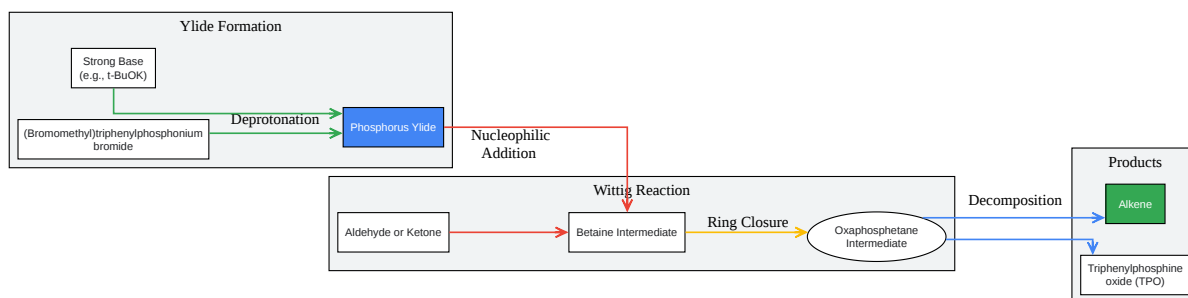 Ylide Formation
Strong Base
(e.g., t-BuOK)
Deprotonation
(Bromomethyl)triphenylphosphonium
bromide
Phosphorus Ylide
Nucleophilic
Addition
Wittig Reaction
Aldehyde or Ketone
Betaine Intermediate
Ring Closure
Oxaphosphetane
Intermediate
Decomposition
Products
Alkene
Triphenylphosphine
oxide (TPO)